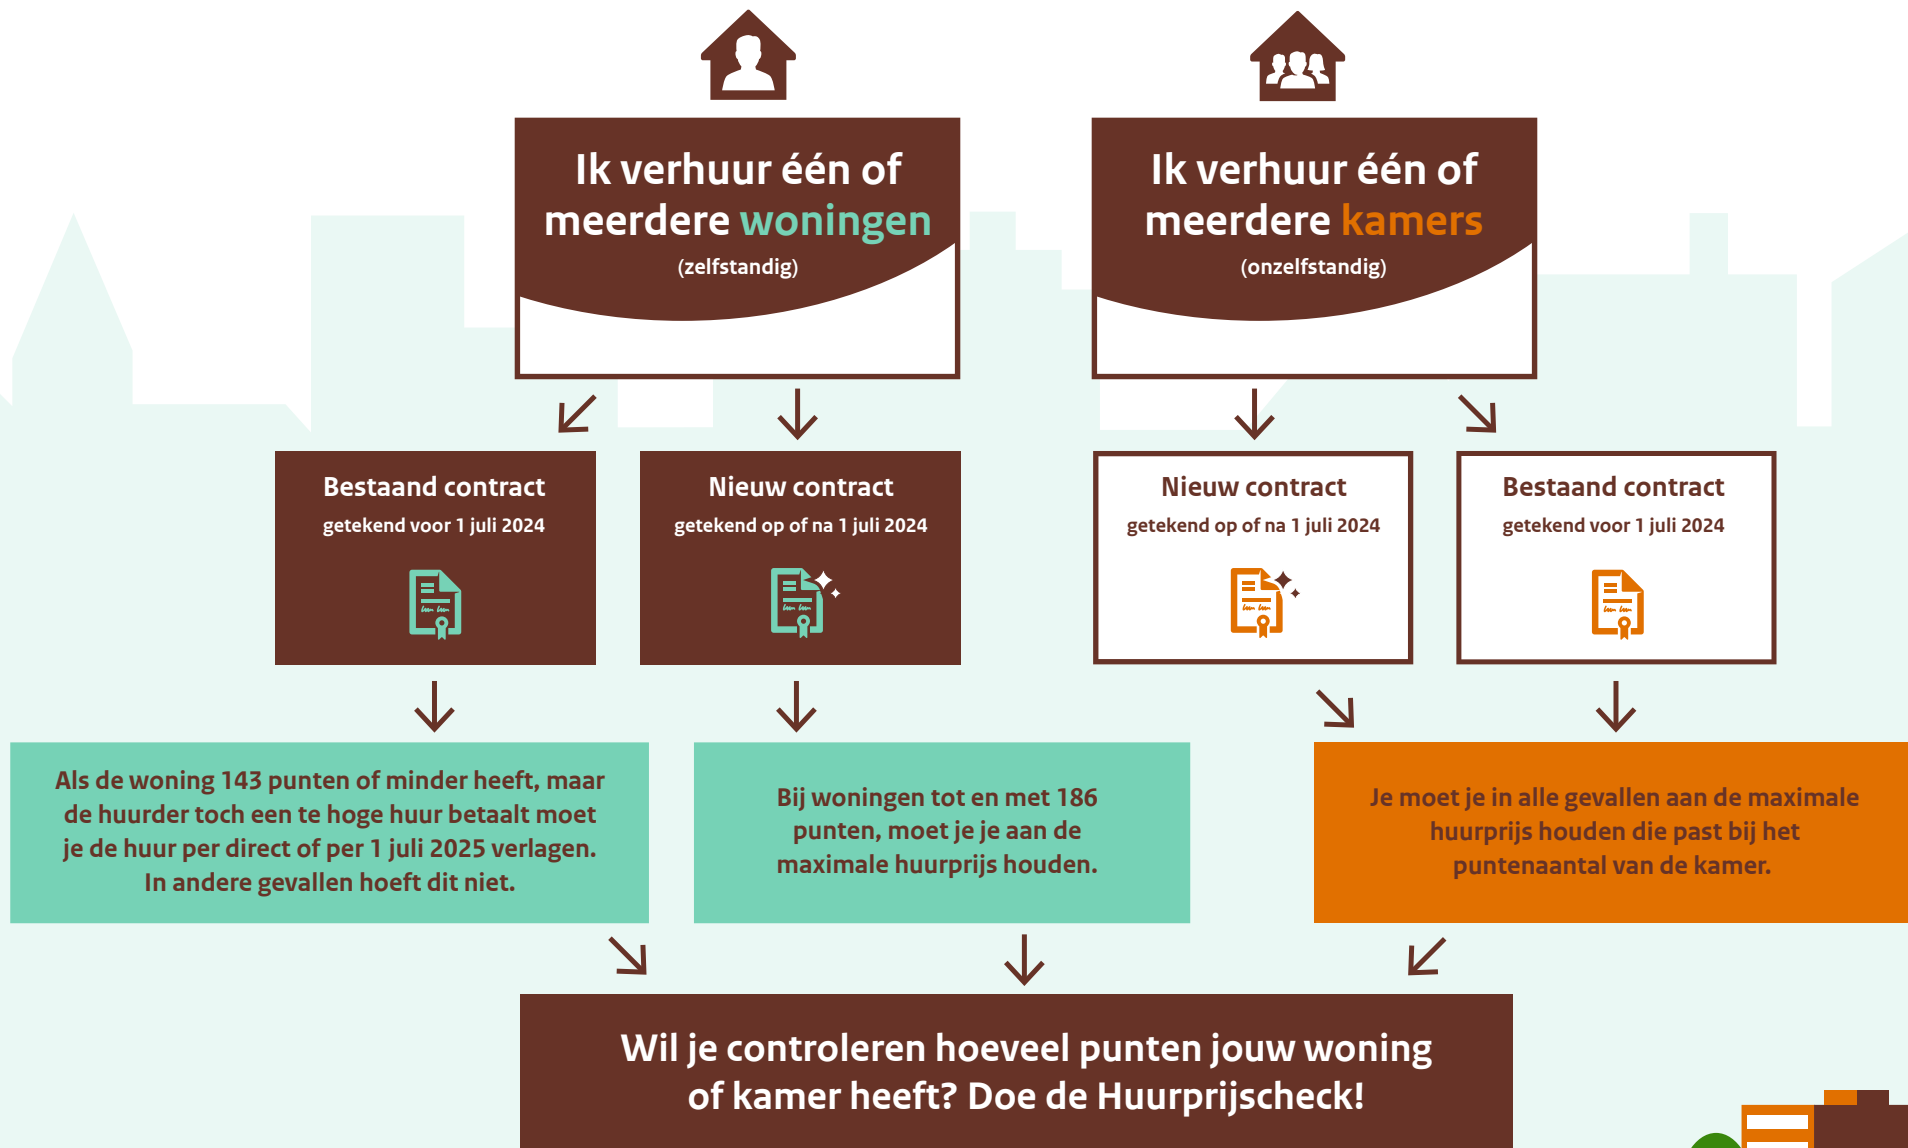 Ik verhuur één of
meerdere woningen
(zelfstandig)
Ik verhuur één of
meerdere kamers
(onzelfstandig)
Bestaand contract
getekend voor 1 juli 2024
Nieuw contract
getekend op of na 1 juli 2024
Nieuw contract
getekend op of na 1 juli 2024
Bestaand contract
getekend voor 1 juli 2024
Als de woning 143 punten of minder heeft, maar
de huurder toch een te hoge huur betaalt moet
je de huur per direct of per 1 juli 2025 verlagen.
In andere gevallen hoeft dit niet.
Bij woningen tot en met 186
punten, moet je je aan de
maximale huurprijs houden.
Je moet je in alle gevallen aan de maximale
huurprijs houden die past bij het
puntenaantal van de kamer.
Wil je controleren hoeveel punten jouw woning
of kamer heeft? Doe de Huurprijscheck!